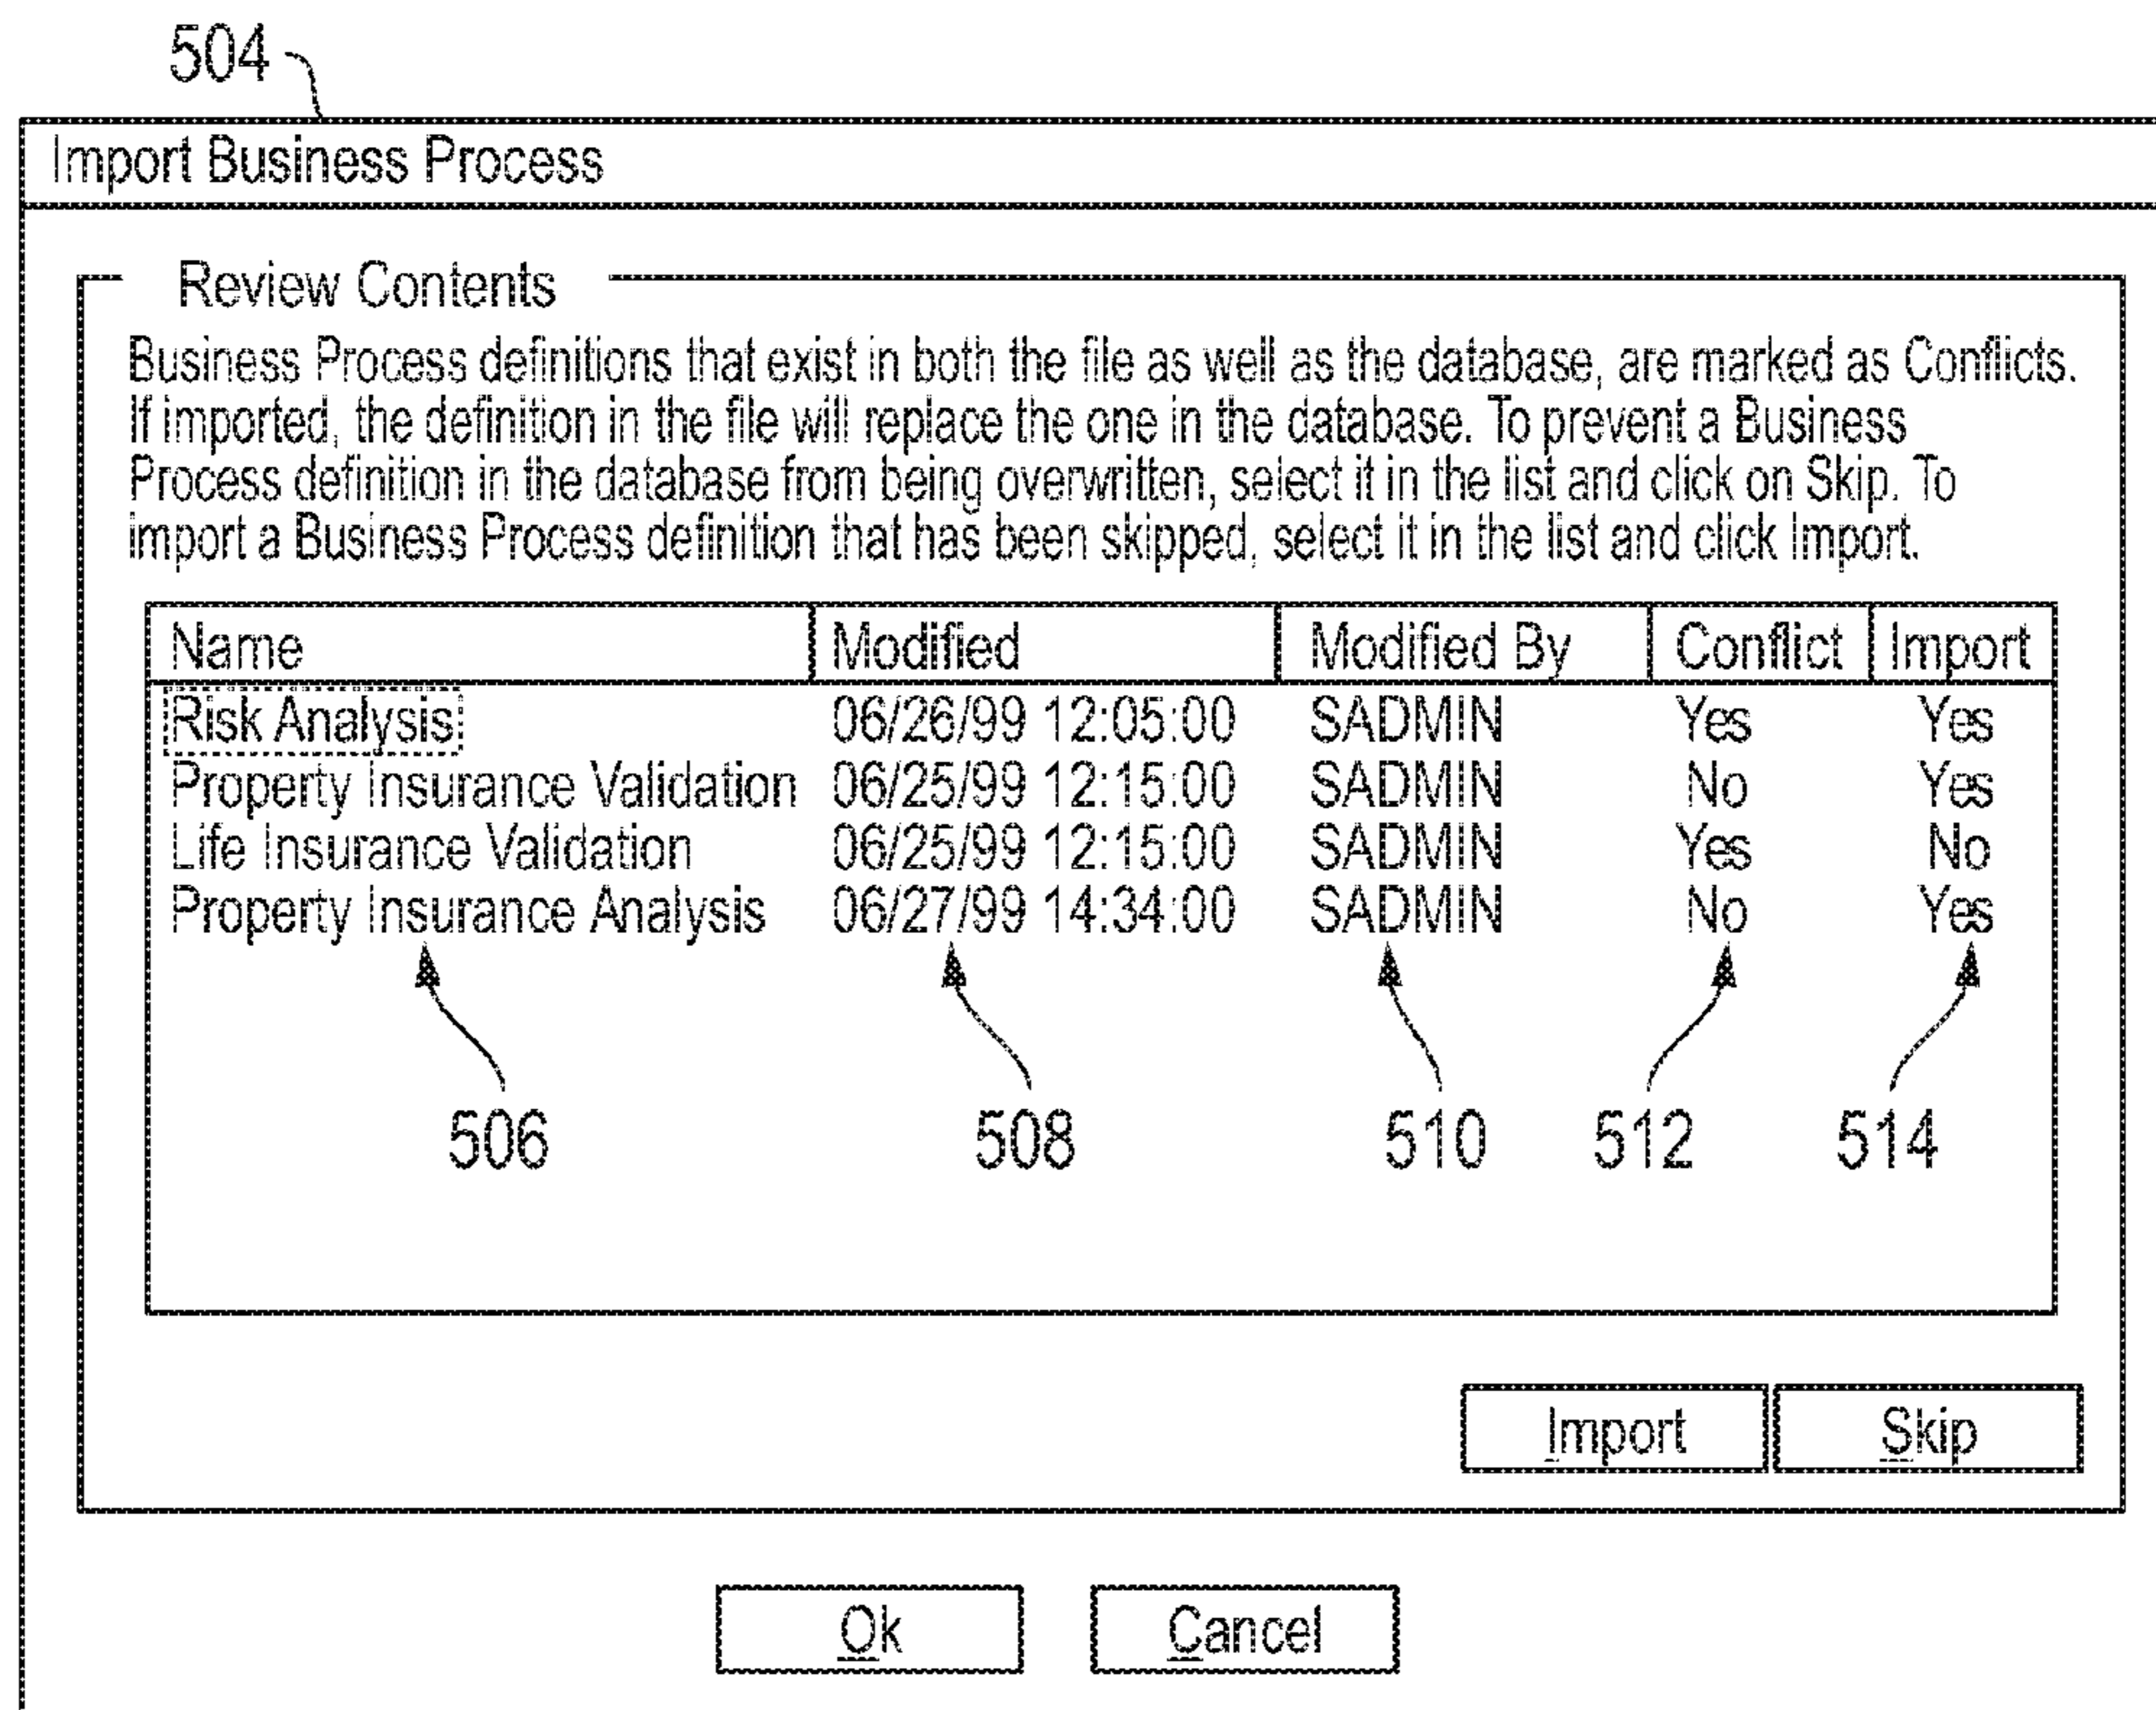 504
Import Business Process
Review Contents
Business Process definitions that exist in both the file as well as the database, are marked as Conflicts.
If imported, the definition in the file will replace the one in the database. To prevent a Business
Process definition in the database from being overwritten, select it in the list and click on Skip. To
import a Business Process definition that has been skipped, select it in the list and click Import.
Name Modified Modified By Conflict Import
Risk Analysis 06/26/99 12:05:00 SADMIN Yes Yes
Property Insurance Validation 06/25/99 12:15:00 SADMIN No Yes
Life Insurance Validation 06/25/99 12:15:00 SADMIN Yes No
Property Insurance Analysis 06/27/99 14:34:00 SADMIN No Yes
506 508 510 512 514
Import Skip
Ok Cancel